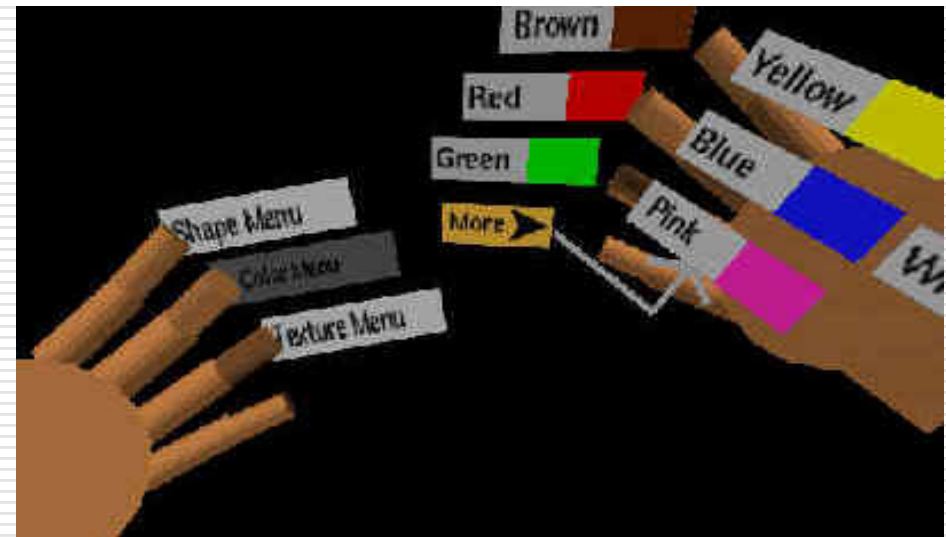 Shape Menu
Color Menu
Texture Menu
Brown
Red
Green
More
Yellow
Blue
Pink